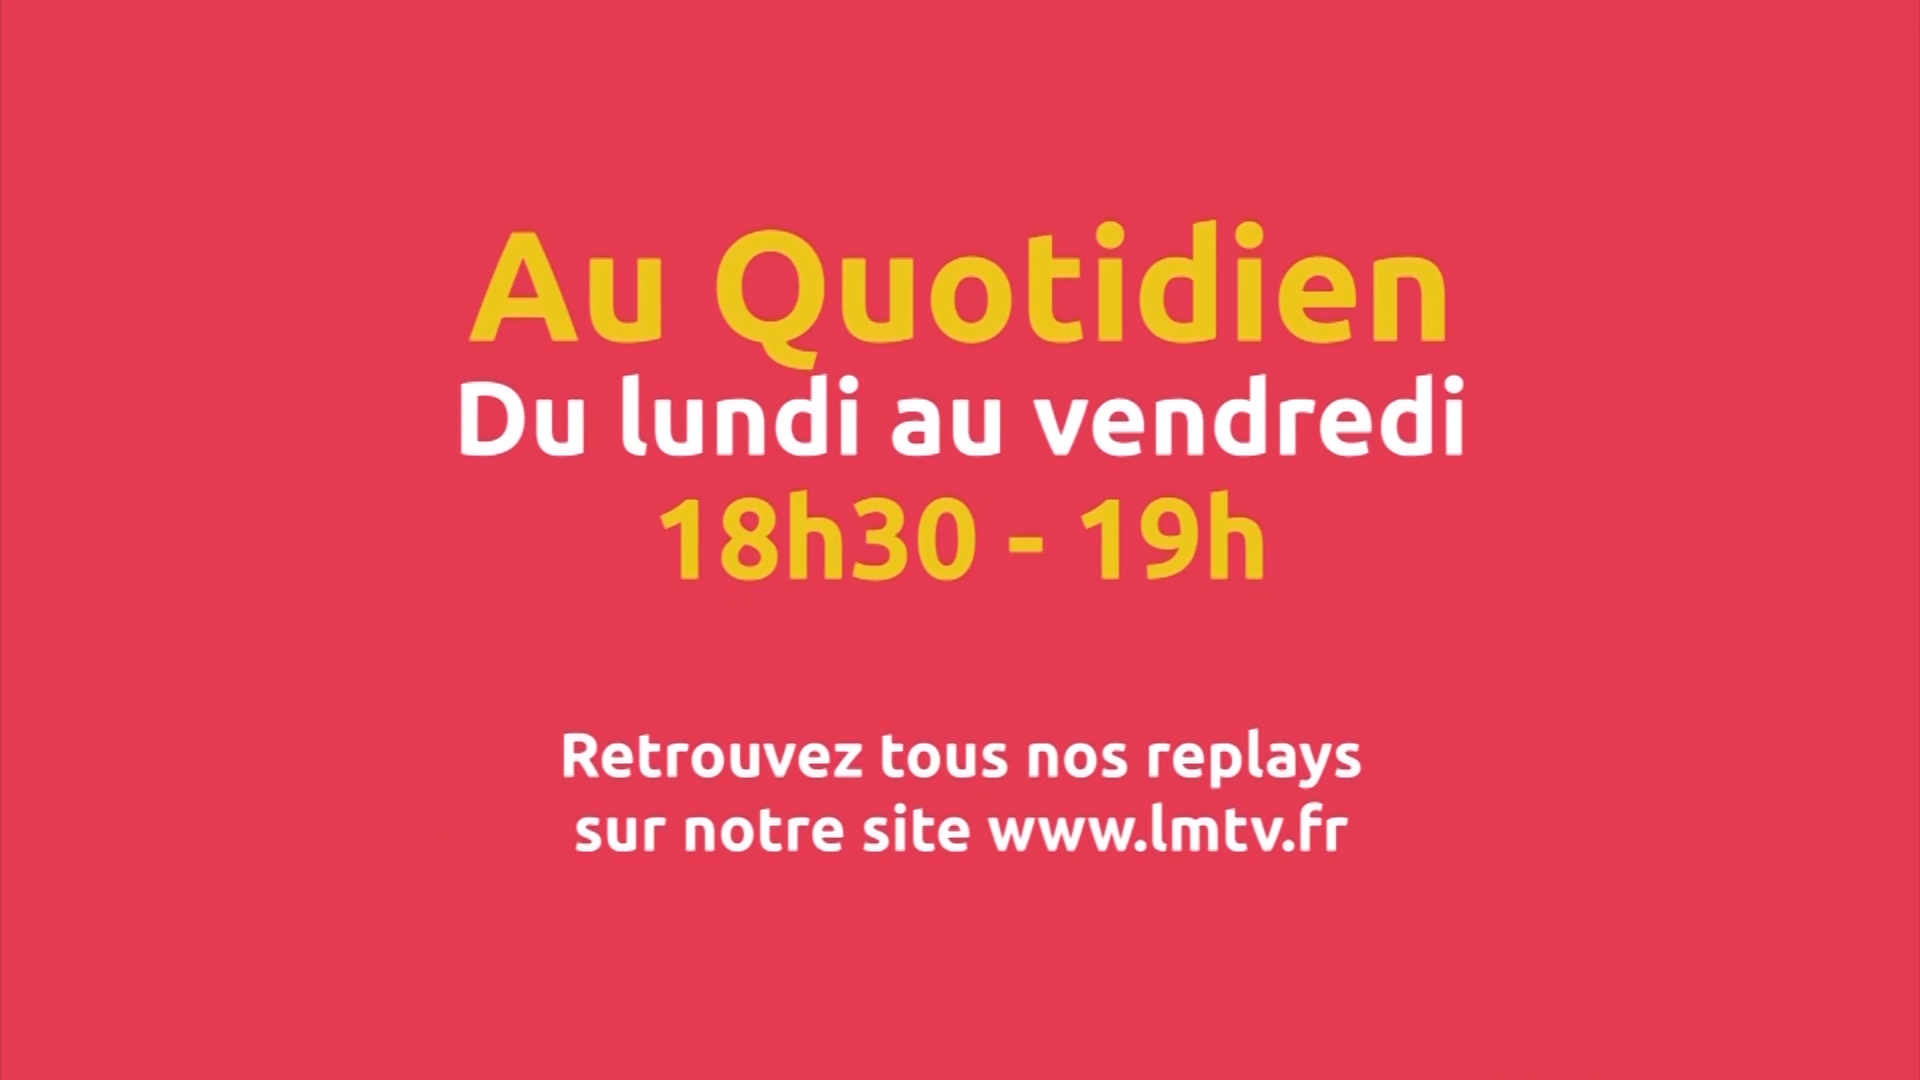 Au Quotidien
Du lundi au vendredi
18h30 - 19h
Retrouvez tous nos replays
sur notre site www.lmtv.fr